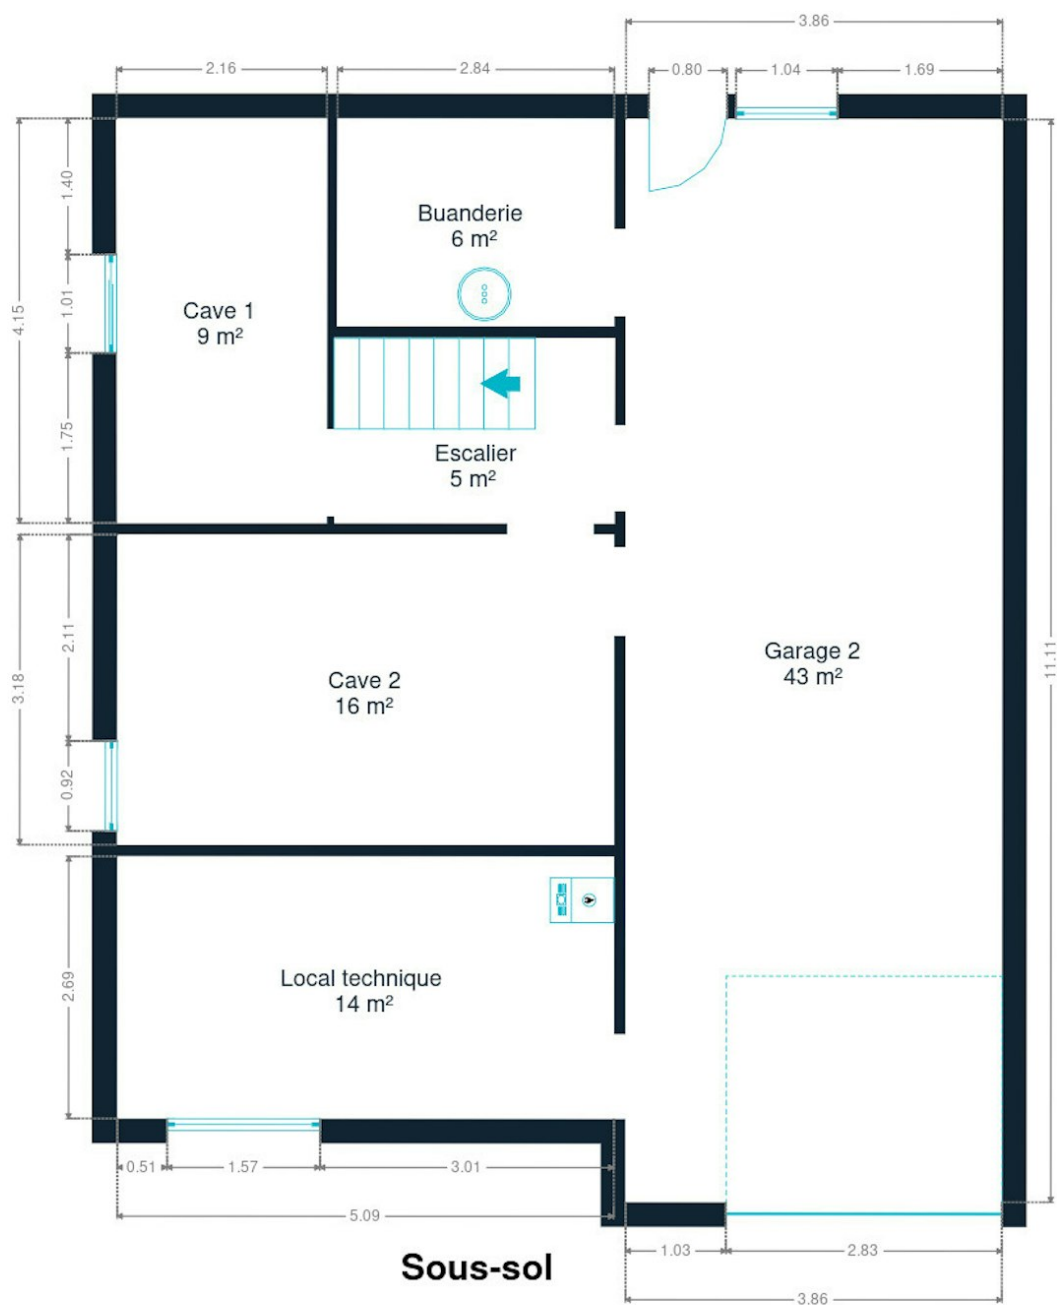 3.86
2.16
2.84
0.80
1.04
1.69
1.40
Buanderie
6 m²
1.01
4.15
Cave 1
9 m²
1.75
Escalier
5 m²
2.11
3.18
Cave 2
16 m²
Garage 2
43 m²
11.11
0.92
2.69
Local technique
14 m²
0.51
1.57
3.01
5.09
1.03
2.83
Sous-sol
3.86